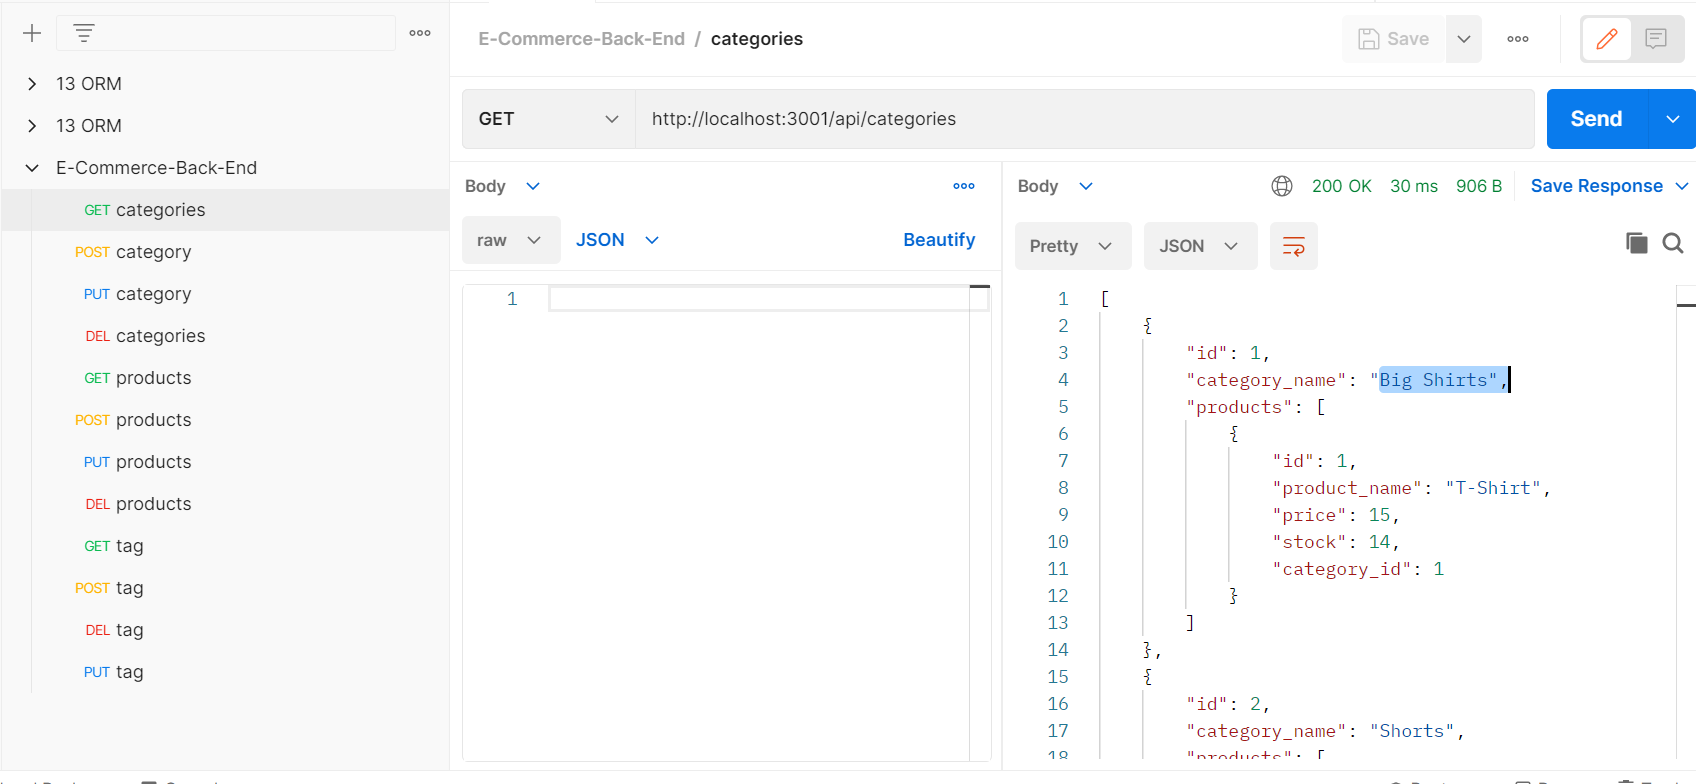 13 ORM
13 ORM
E-Commerce-Back-End
GET categories
POST category
PUT category
DEL categories
GET products
POST products
PUT products
DEL products
GET tag
POST tag
DEL tag
PUT tag
E-Commerce-Back-End / categories
Save
GET http://localhost:3001/api/categories
Send
Body
raw JSON Beautify
1
Body 200 OK 30 ms 906 B Save Response
Pretty JSON
1 [
2 {
3 "id": 1,
4 "category_name": "Big Shirts",
5 "products": [
6 {
7 "id": 1,
8 "product_name": "T-Shirt",
9 "price": 15,
10 "stock": 14,
11 "category_id": 1
12 }
13 ]
14 },
15 {
16 "id": 2,
17 "category_name": "Shorts",
18 "products": [